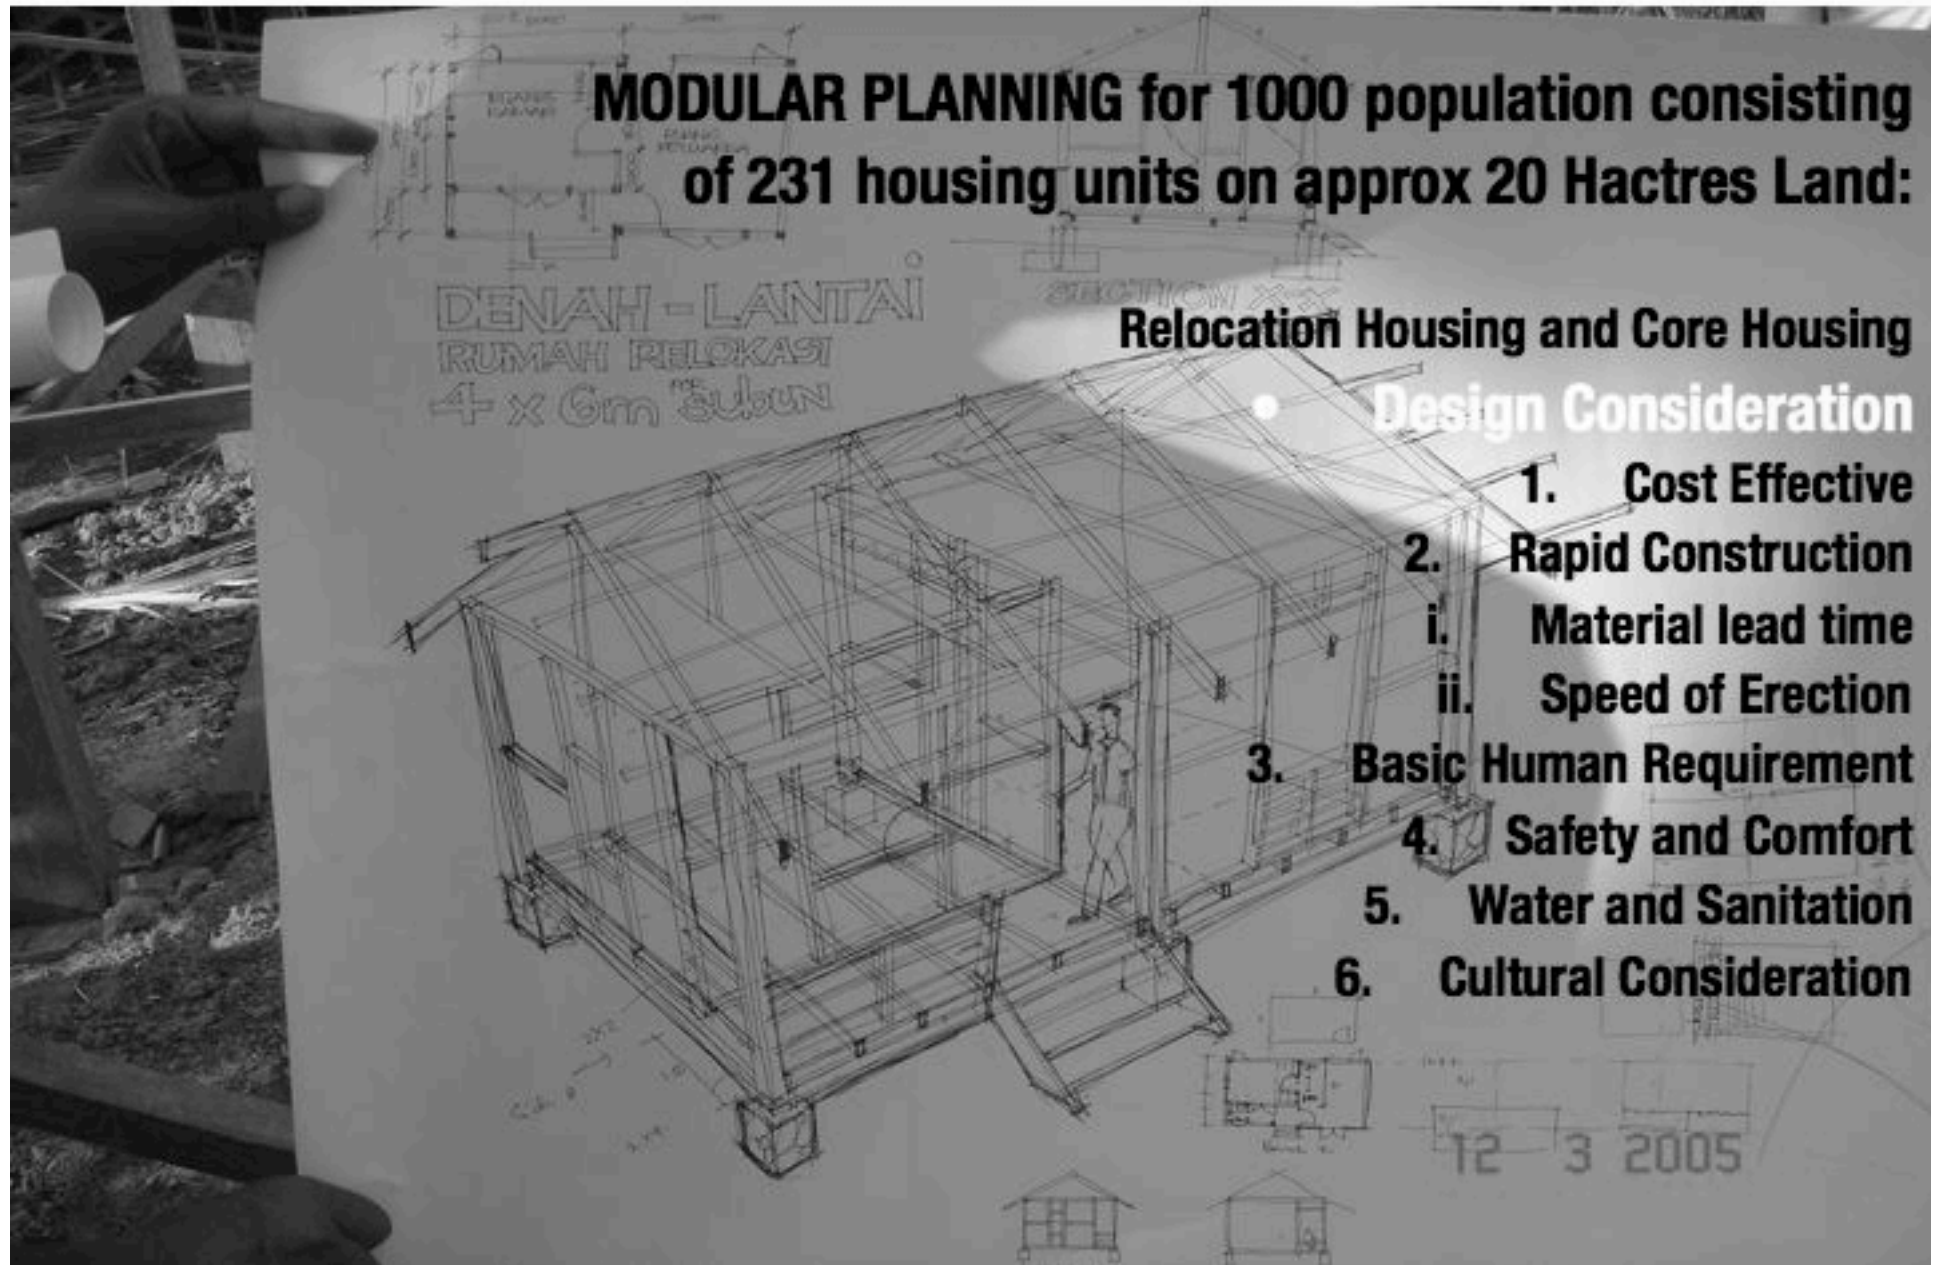 MODULAR PLANNING for 1000 population consisting
of 231 housing units on approx 20 Hactres Land:
DENAH - LANTAI
RUMAH RELOKASI
4 x 6m
SECTION X-X
Relocation Housing and Core Housing
• Design Consideration
1. Cost Effective
2. Rapid Construction
i. Material lead time
ii. Speed of Erection
3. Basic Human Requirement
4. Safety and Comfort
5. Water and Sanitation
6. Cultural Consideration
12 3 2005